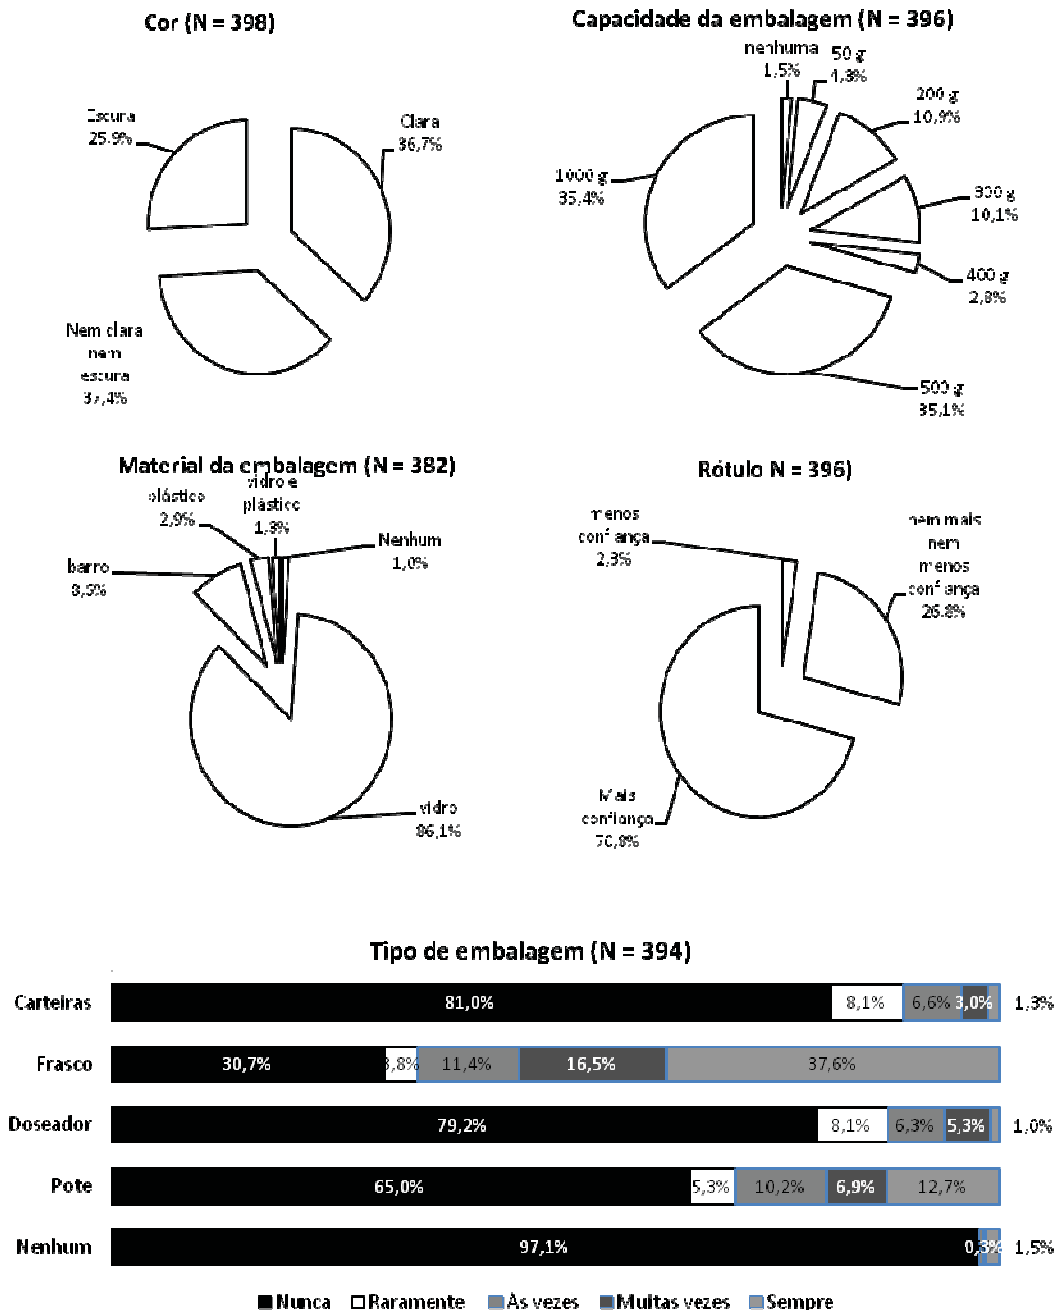 Cor (N = 398)
Escura
25,9%
Clara
36,7%
Nem clara
nem
escura
37,4%
Capacidade da embalagem (N = 396)
nenhuma
1,5%
50 g
4,3%
200 g
10,9%
300 g
10,1%
400 g
2,8%
500 g
35,1%
1000 g
35,4%
Material da embalagem (N = 382)
vidro e
plástico
1,3%
plástico
2,9%
Nenhum
1,0%
barro
8,5%
vidro
86,1%
Rótulo N = 396)
menos
confiança
2,3%
nem mais
nem
menos
confiança
26,8%
Mais
confiança
70,8%
Tipo de embalagem (N = 394)
Carteiras 81,0% 8,1% 6,6% 3,0% 1,3%
Frasco 30,7% 3,8% 11,4% 16,5% 37,6%
Doseador 79,2% 8,1% 6,3% 5,3% 1,0%
Pote 65,0% 5,3% 10,2% 6,9% 12,7%
Nenhum 97,1% 0,3% 1,5%
Nunca Raramente Às vezes Muitas vezes Sempre